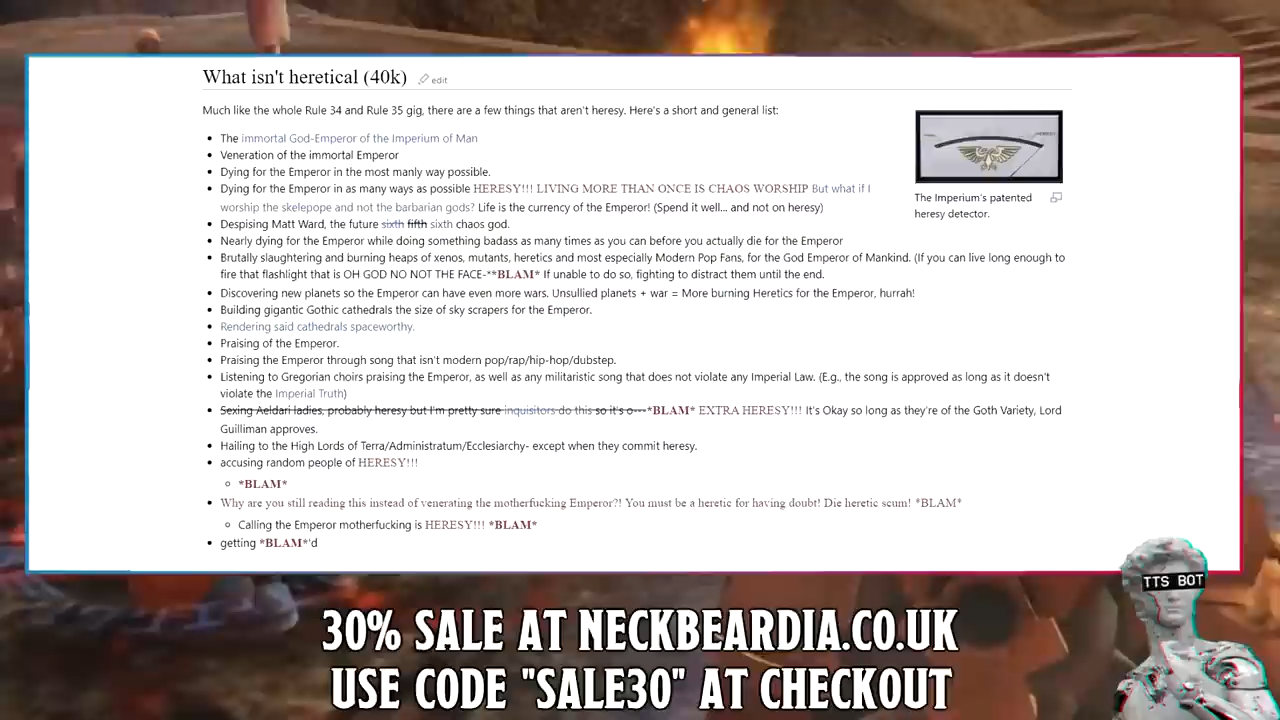 What isn't heretical (40k) edit
Much like the whole Rule 34 and Rule 35 gig, there are a few things that aren't heresy. Here's a short and general list:
The immortal God-Emperor of the Imperium of Man
Veneration of the immortal Emperor
Dying for the Emperor in the most manly way possible.
Dying for the Emperor in as many ways as possible HERESY!!! LIVING MORE THAN ONCE IS CHAOS WORSHIP But what if I
worship the skelepope and not the barbarian gods? Life is the currency of the Emperor! (Spend it well... and not on heresy)
Despising Matt Ward, the future sixth fifth sixth chaos god.
Nearly dying for the Emperor while doing something badass as many times as you can before you actually die for the Emperor
Brutally slaughtering and burning heaps of xenos, mutants, heretics and most especially Modern Pop Fans, for the God Emperor of Mankind. (If you can live long enough to
fire that flashlight that is OH GOD NO NOT THE FACE-**BLAM* If unable to do so, fighting to distract them until the end.
Discovering new planets so the Emperor can have even more wars. Unsullied planets + war = More burning Heretics for the Emperor, hurrah!
Building gigantic Gothic cathedrals the size of sky scrapers for the Emperor.
Rendering said cathedrals spaceworthy.
Praising of the Emperor.
Praising the Emperor through song that isn't modern pop/rap/hip-hop/dubstep.
Listening to Gregorian choirs praising the Emperor, as well as any militaristic song that does not violate any Imperial Law. (E.g., the song is approved as long as it doesn't
violate the Imperial Truth)
Sexing Aeldari ladies, probably heresy but I'm pretty sure inquisitors do this so it's o---*BLAM* EXTRA HERESY!!! It's Okay so long as they're of the Goth Variety, Lord
Guilliman approves.
Hailing to the High Lords of Terra/Administratum/Ecclesiarchy- except when they commit heresy.
accusing random people of HERESY!!!
*BLAM*
Why are you still reading this instead of venerating the motherfucking Emperor?! You must be a heretic for having doubt! Die heretic scum! *BLAM*
Calling the Emperor motherfucking is HERESY!!! *BLAM*
getting *BLAM*'d
The Imperium's patented
heresy detector.
TTS BOT
30% SALE AT NECKBEARDIA.CO.UK
USE CODE "SALE30" AT CHECKOUT